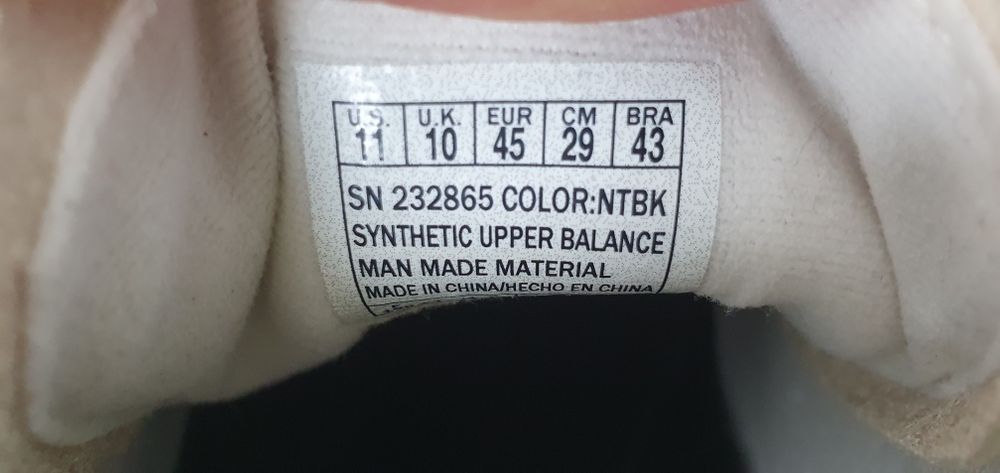 U.S. U.K. EUR CM BRA
11 10 45 29 43
SN 232865 COLOR:NTBK
SYNTHETIC UPPER BALANCE
MAN MADE MATERIAL
MADE IN CHINA/HECHO EN CHINA